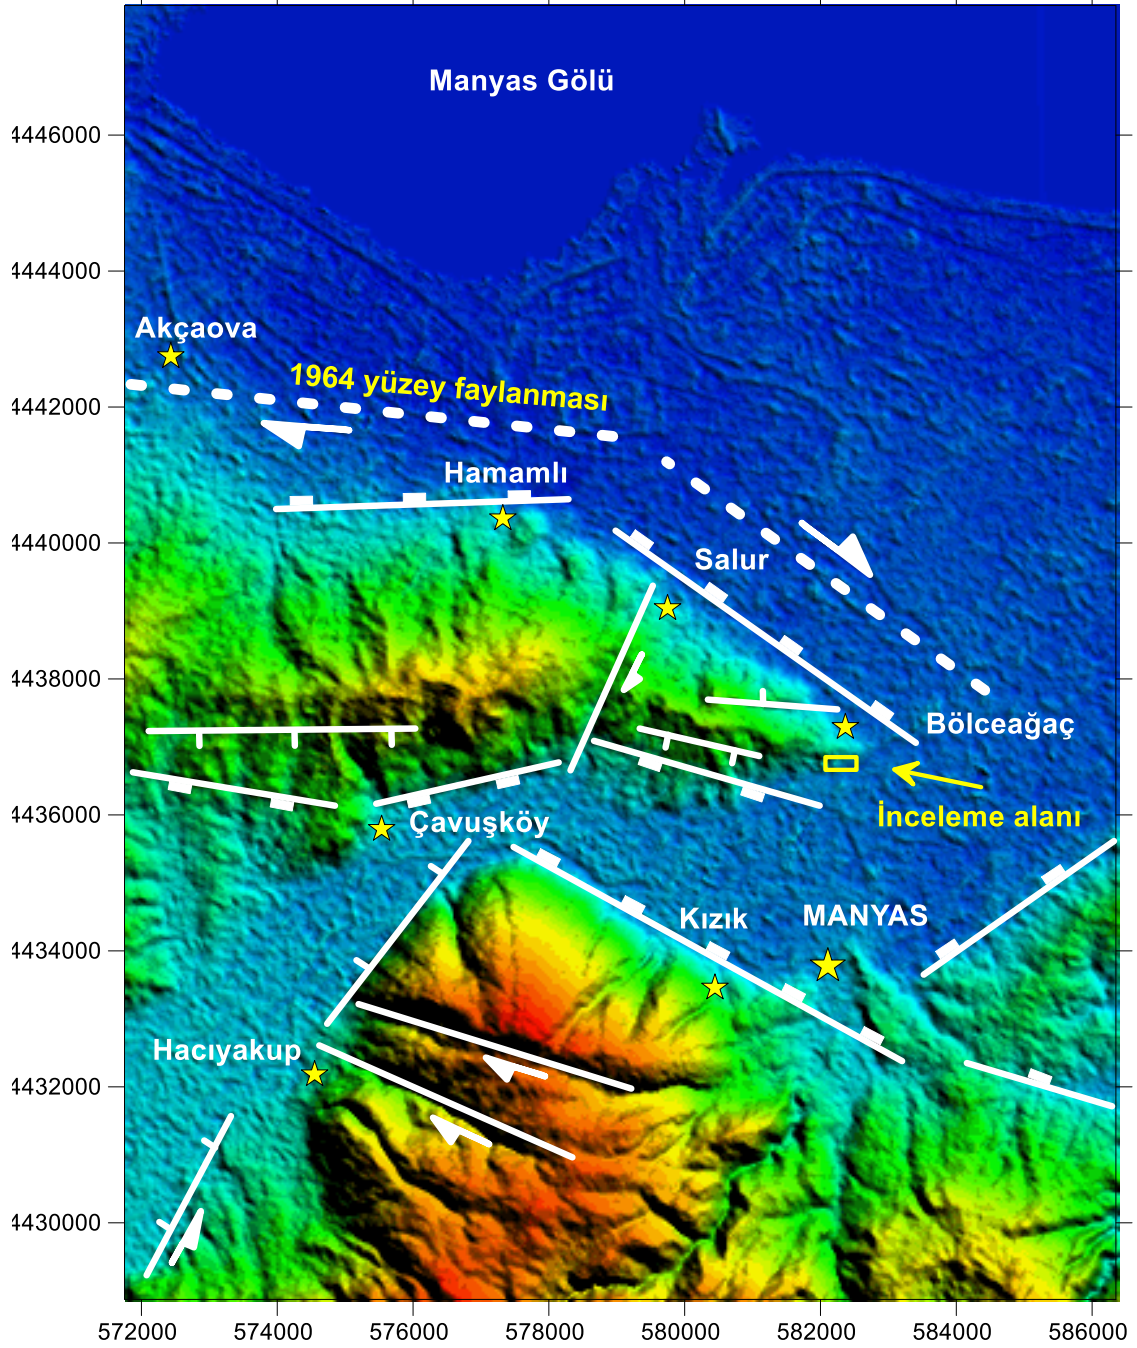 Manyas Gölü
4446000
4444000
Akçaova
1964 yüzey faylanması
4442000
Hamamlı
4440000
Salur
4438000
Bölceağaç
4436000
İnceleme alanı
Çavuşköy
Kızık
MANYAS
4434000
Hacıyakup
4432000
4430000
572000 574000 576000 578000 580000 582000 584000 586000